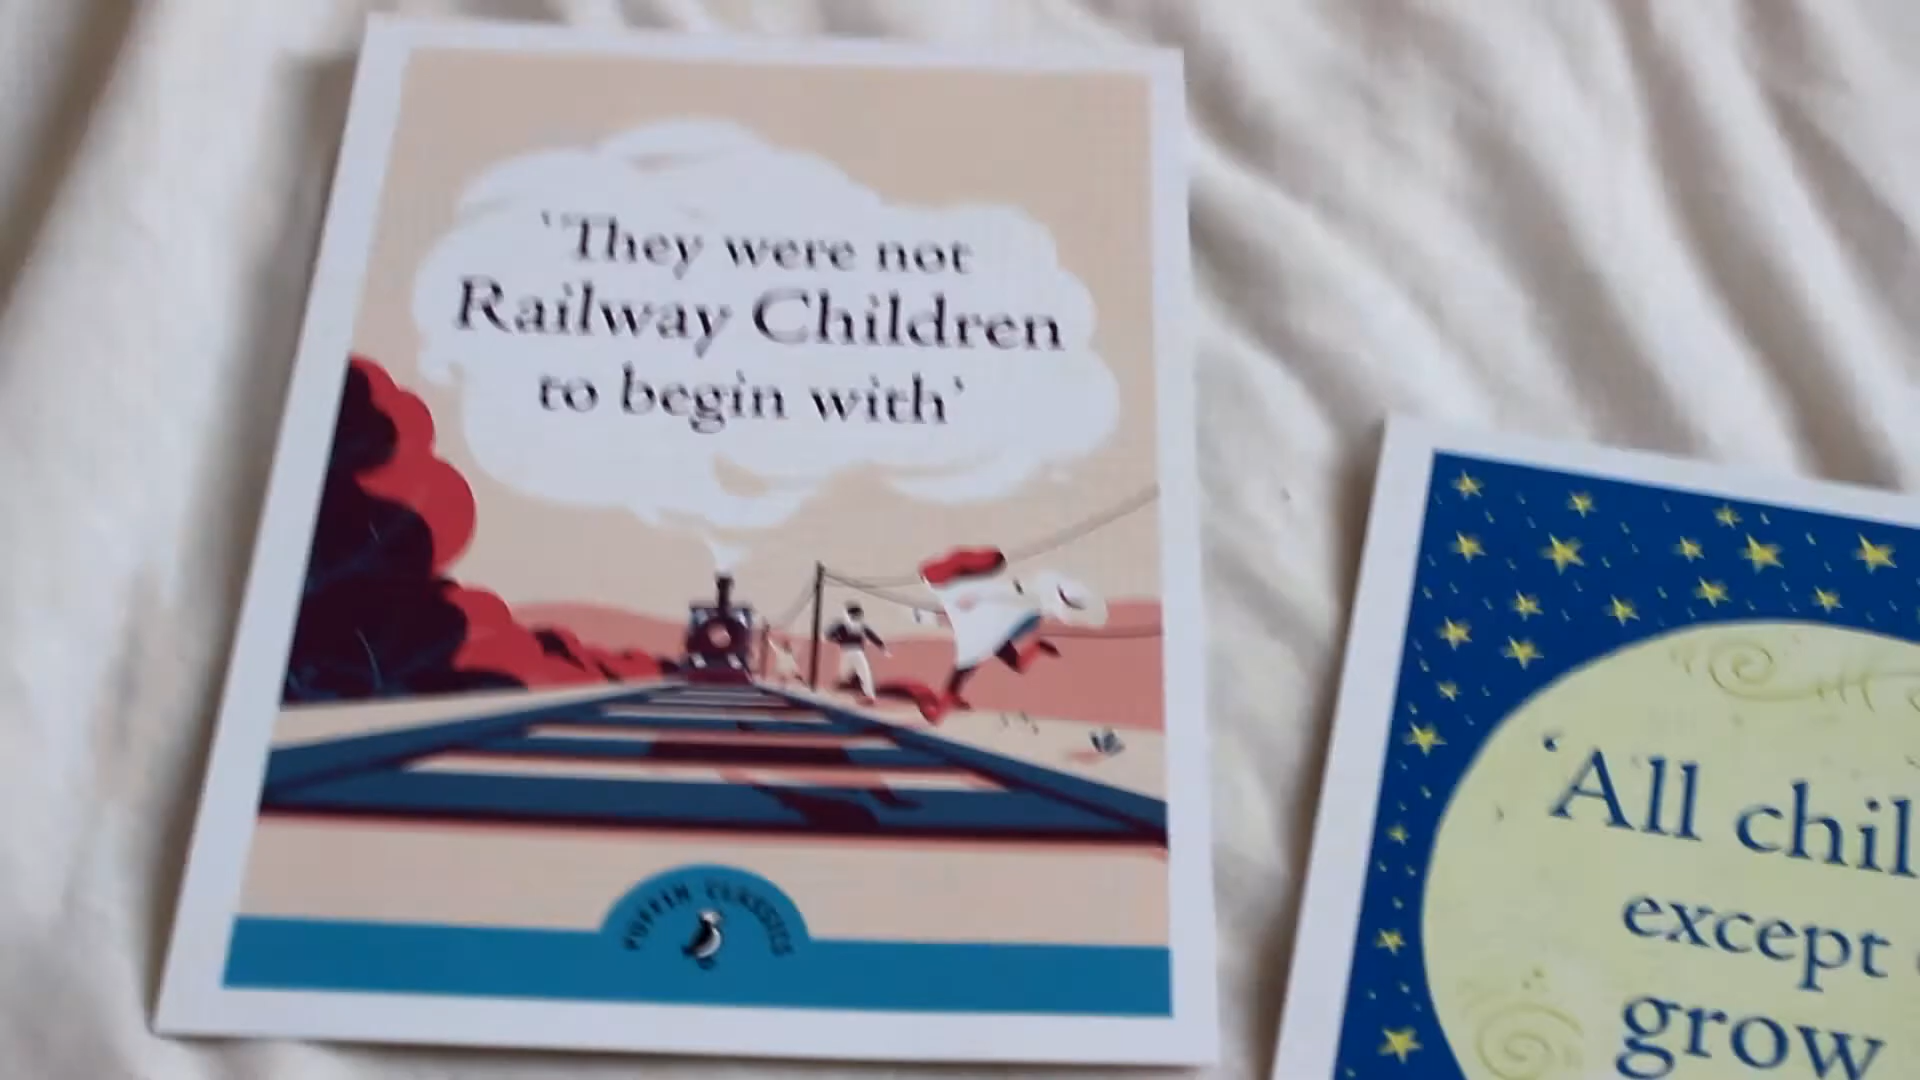 ‘They were not
Railway Children
to begin with’
PUFFIN CLASSICS
‘All chil
except
grow